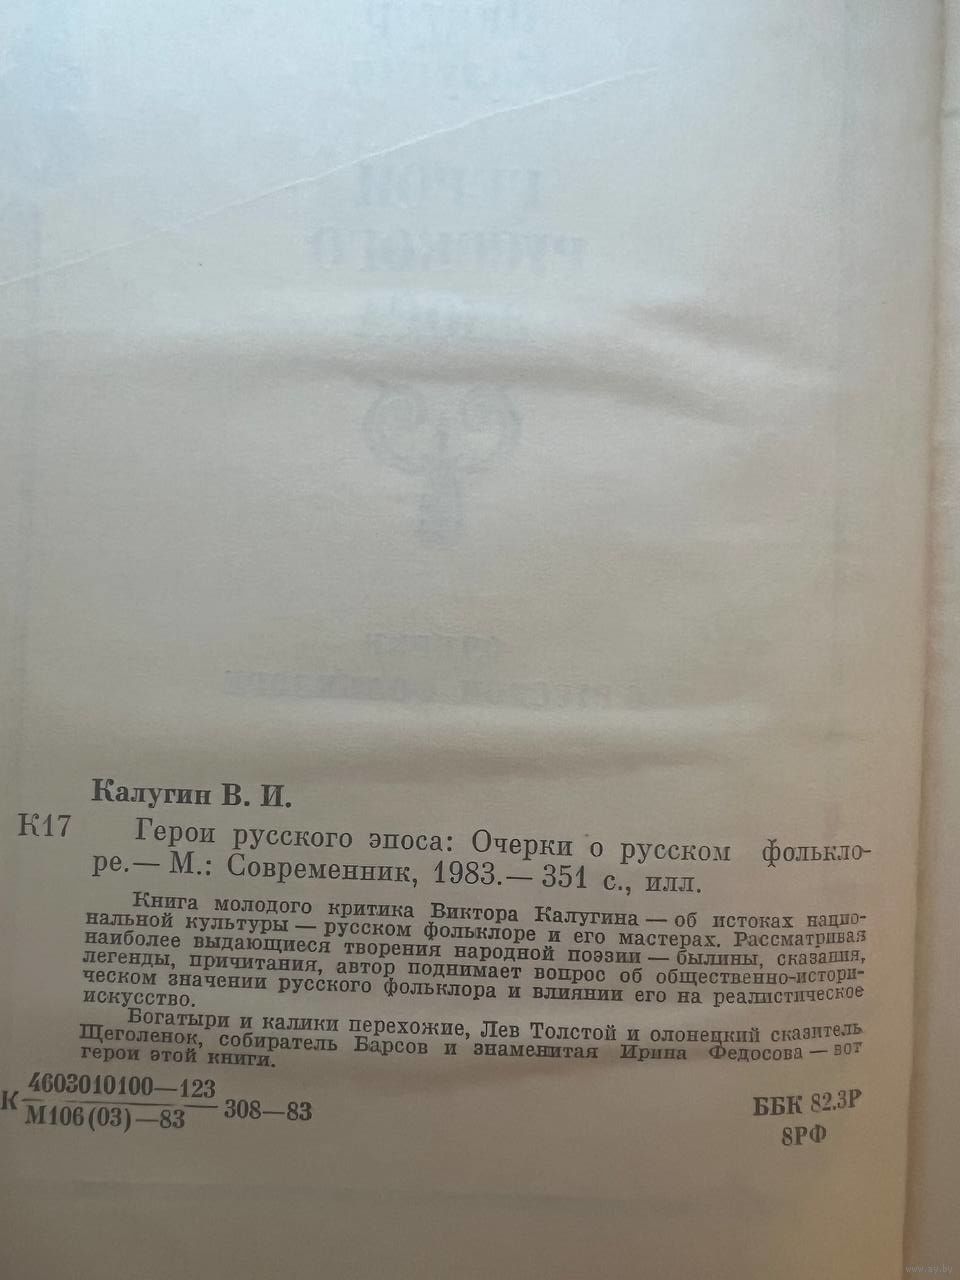 Калугин В. И.
К17
Герои русского эпоса: Очерки о русском фолькло-
ре.— М.: Современник, 1983.— 351 с., илл.
Книга молодого критика Виктора Калугина — об истоках нацио-
нальной культуры — русском фольклоре и его мастерах. Рассматривая
наиболее выдающиеся творения народной поэзии — былины, сказания,
легенды, причитания, автор поднимает вопрос об общественно-истори-
ческом значении русского фольклора и влиянии его на реалистическое
искусство.
Богатыри и калики перехожие, Лев Толстой и олонецкий сказитель
Щеголенок, собиратель Барсов и знаменитая Ирина Федосова — вот
герои этой книги.
К 4603010100—123
М106(03)—83 308—83
ББК 82.3Р
8РФ
www.ay.by